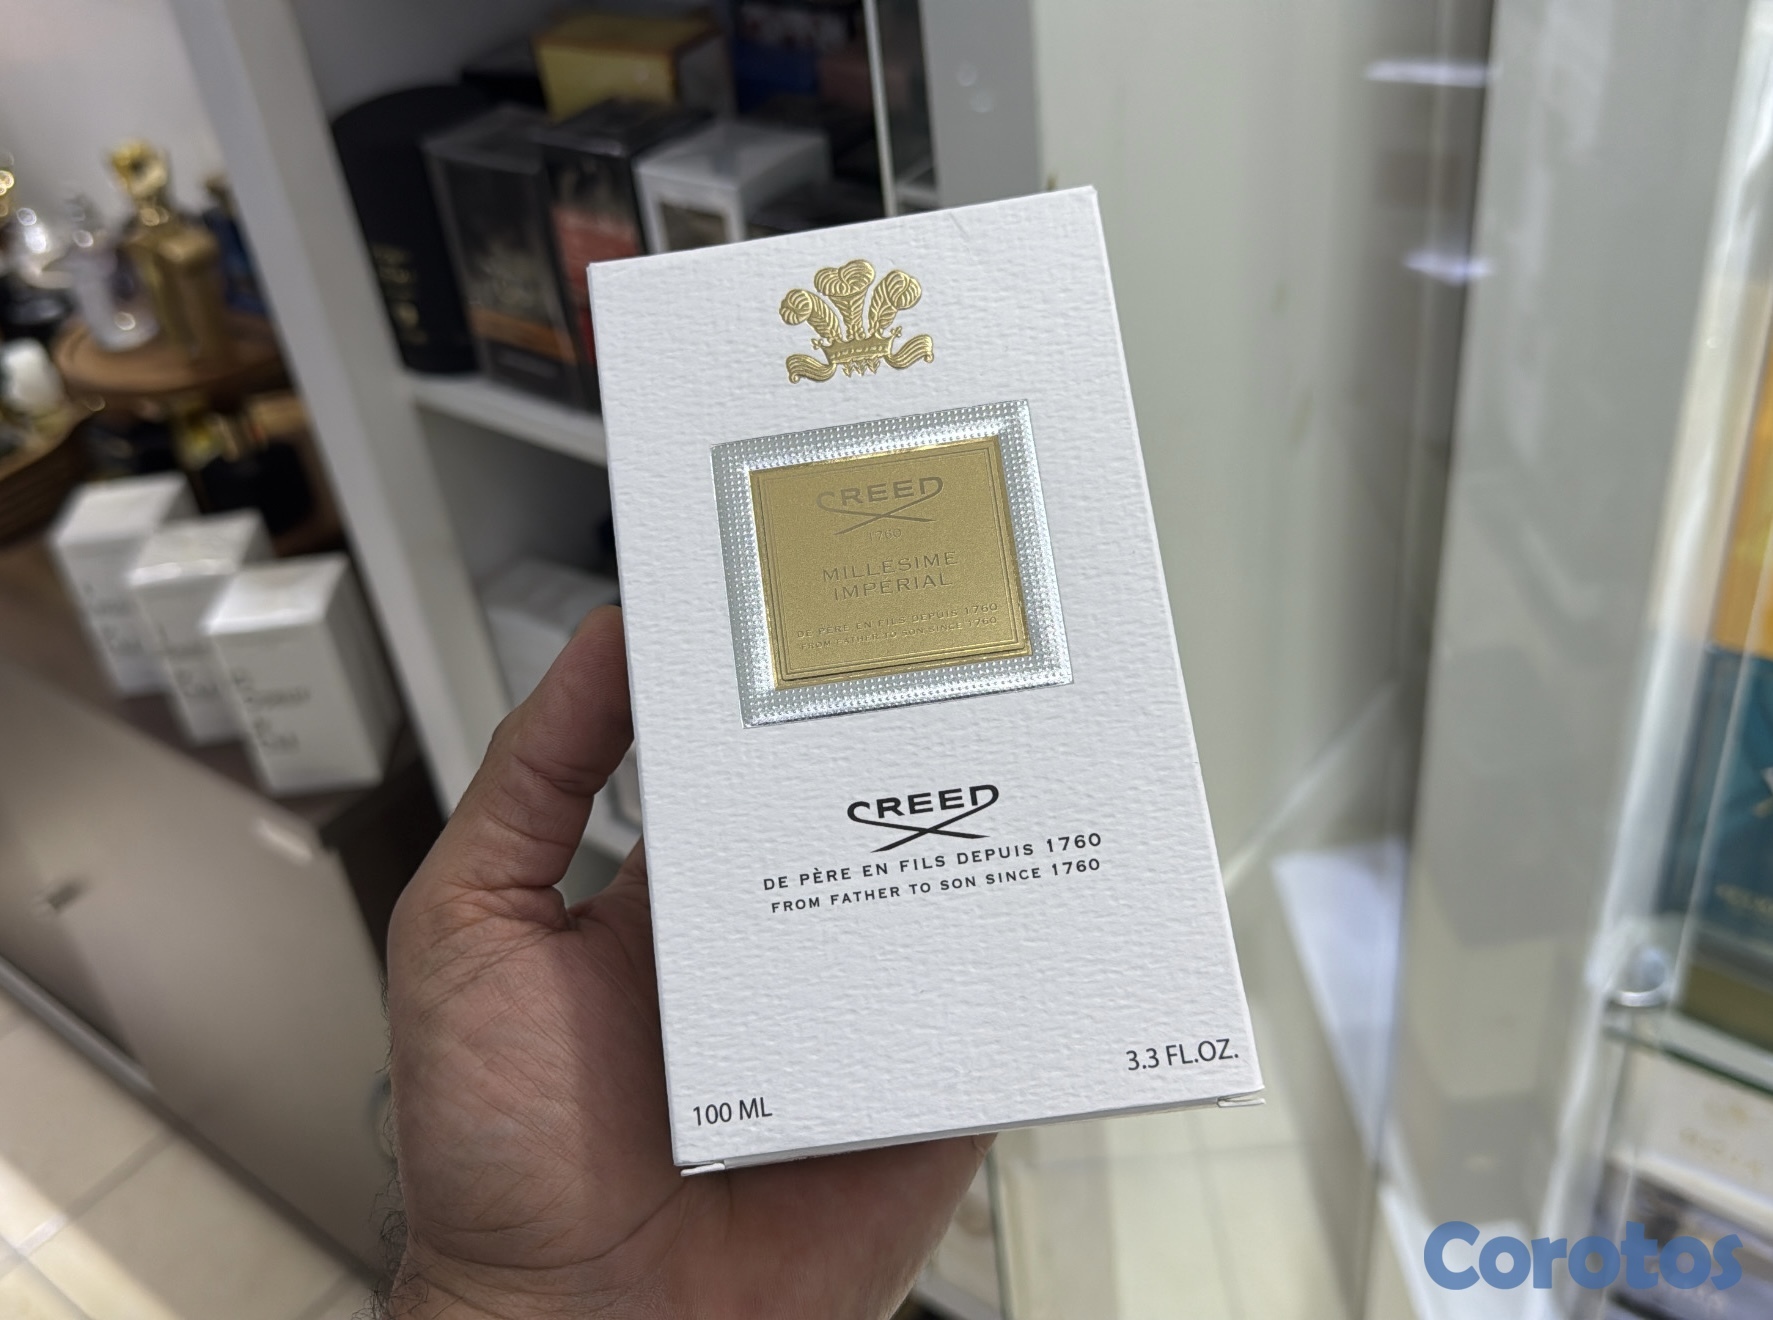 CREED
1760
MILLESIME
IMPÉRIAL
DE PÈRE EN FILS DEPUIS 1760
FROM FATHER TO SON SINCE 1760
CREED
DE PÈRE EN FILS DEPUIS 1760
FROM FATHER TO SON SINCE 1760
100 ML
3.3 FL.OZ.
Corotos